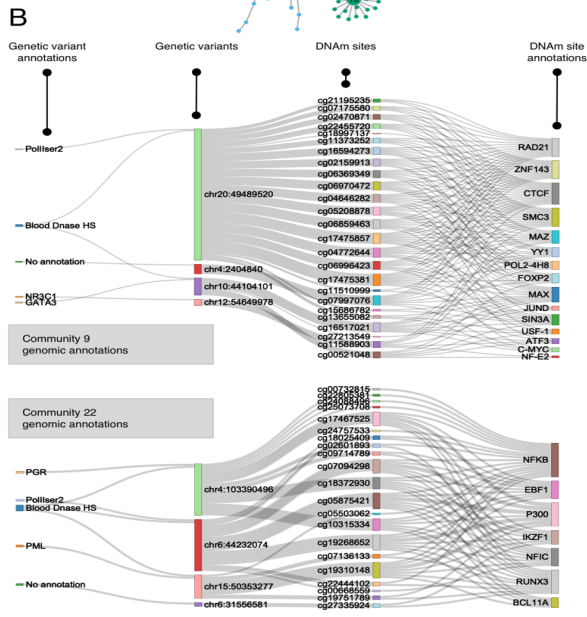 B
Genetic variant
annotations
Genetic variants
DNAm sites
DNAm site
annotations
PolIIser2
Blood Dnase HS
No annotation
NR3C1
GATA3
chr20:49489520
chr4:2404840
chr10:44104101
chr12:54649978
cg21195235
cg07175580
cg02470871
cg22455720
cg18997137
cg11373252
cg16594273
cg02159913
cg06369349
cg06970472
cg04646282
cg05208878
cg06859463
cg17475857
cg04772644
cg06996423
cg17475381
cg11510999
cg07997076
cg15686782
cg13655082
cg16517021
cg27213549
cg11588903
cg00521048
RAD21
ZNF143
CTCF
SMC3
MAZ
YY1
POL2-4H8
FOXP2
MAX
JUND
SIN3A
USF-1
ATF3
C-MYC
NF-E2
Community 9
genomic annotations
Community 22
genomic annotations
PGR
PolIIser2
Blood Dnase HS
PML
No annotation
chr4:103390496
chr6:44232074
chr15:50353277
chr6:31556581
cg00732815
cg22805381
cg24088496
cg25073708
cg17467525
cg24757533
cg18025409
cg02601893
cg09714789
cg07094298
cg18372930
cg05875421
cg05503062
cg10315334
cg19268652
cg07136133
cg19310148
cg22444102
cg00668559
cg19751789
cg27335924
NFKB
EBF1
P300
IKZF1
NFIC
RUNX3
BCL11A